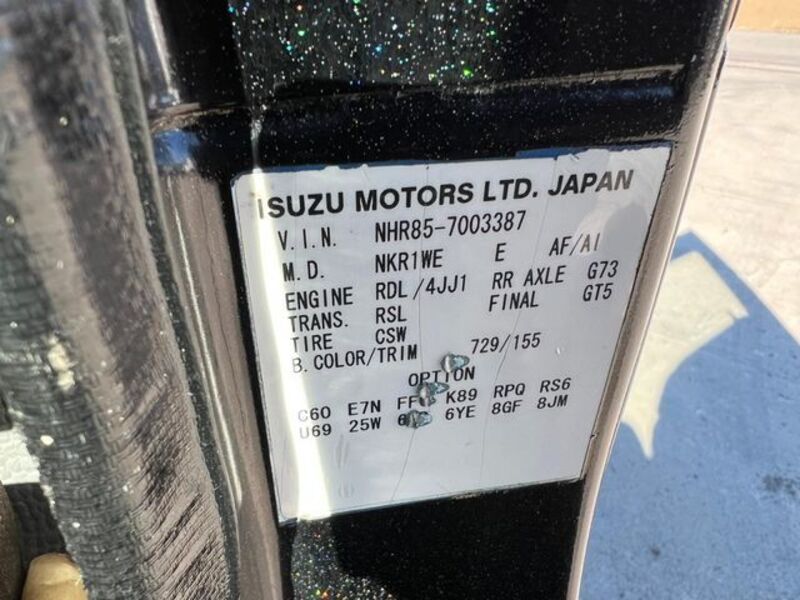 ISUZU MOTORS LTD. JAPAN
V.I.N. NHR85-7003387
M.D. NKR1WE E AF/AI
ENGINE RDL/4JJ1 RR AXLE G73
TRANS. RSL FINAL GT5
TIRE CSW
B.COLOR/TRIM 729/155
OPTION
C60 E7N K89 RPQ RS6
U69 25W 6YE 8GF 8JM